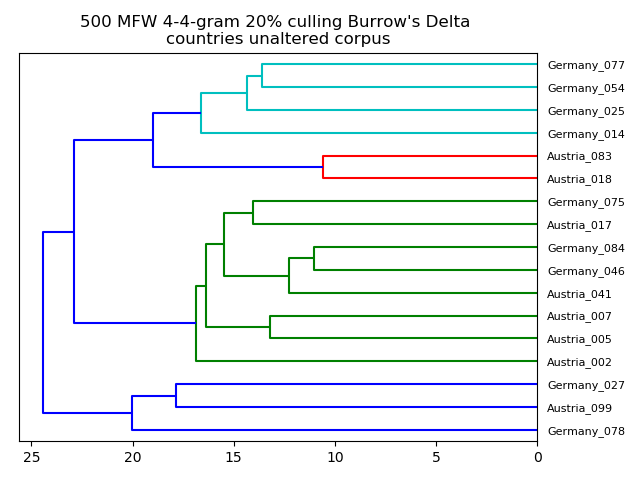 500 MFW 4-4-gram 20% culling Burrow's Delta
countries unaltered corpus
Germany_077
Germany_054
Germany_025
Germany_014
Austria_083
Austria_018
Germany_075
Austria_017
Germany_084
Germany_046
Austria_041
Austria_007
Austria_005
Austria_002
Germany_027
Austria_099
Germany_078
25 20 15 10 5 0